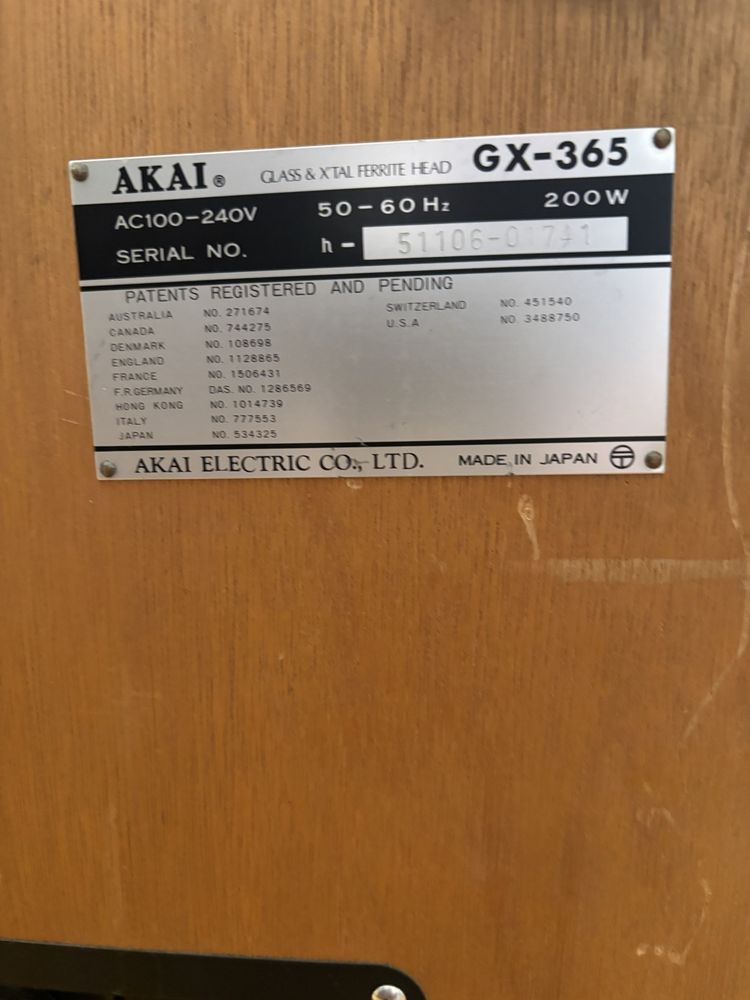 AKAI® GLASS & X'TAL FERRITE HEAD GX-365
AC100-240V 50-60Hz 200W
SERIAL NO. h-
PATENTS REGISTERED AND PENDING
AUSTRALIA NO. 271674
CANADA NO. 744275
DENMARK NO. 108698
ENGLAND NO. 1128865
FRANCE NO. 1506431
F.R.GERMANY DAS. NO. 1286569
HONG KONG NO. 1014739
ITALY NO. 777553
JAPAN NO. 534325
SWITZERLAND NO. 451540
U.S.A NO. 3488750
AKAI ELECTRIC CO., LTD. MADE IN JAPAN